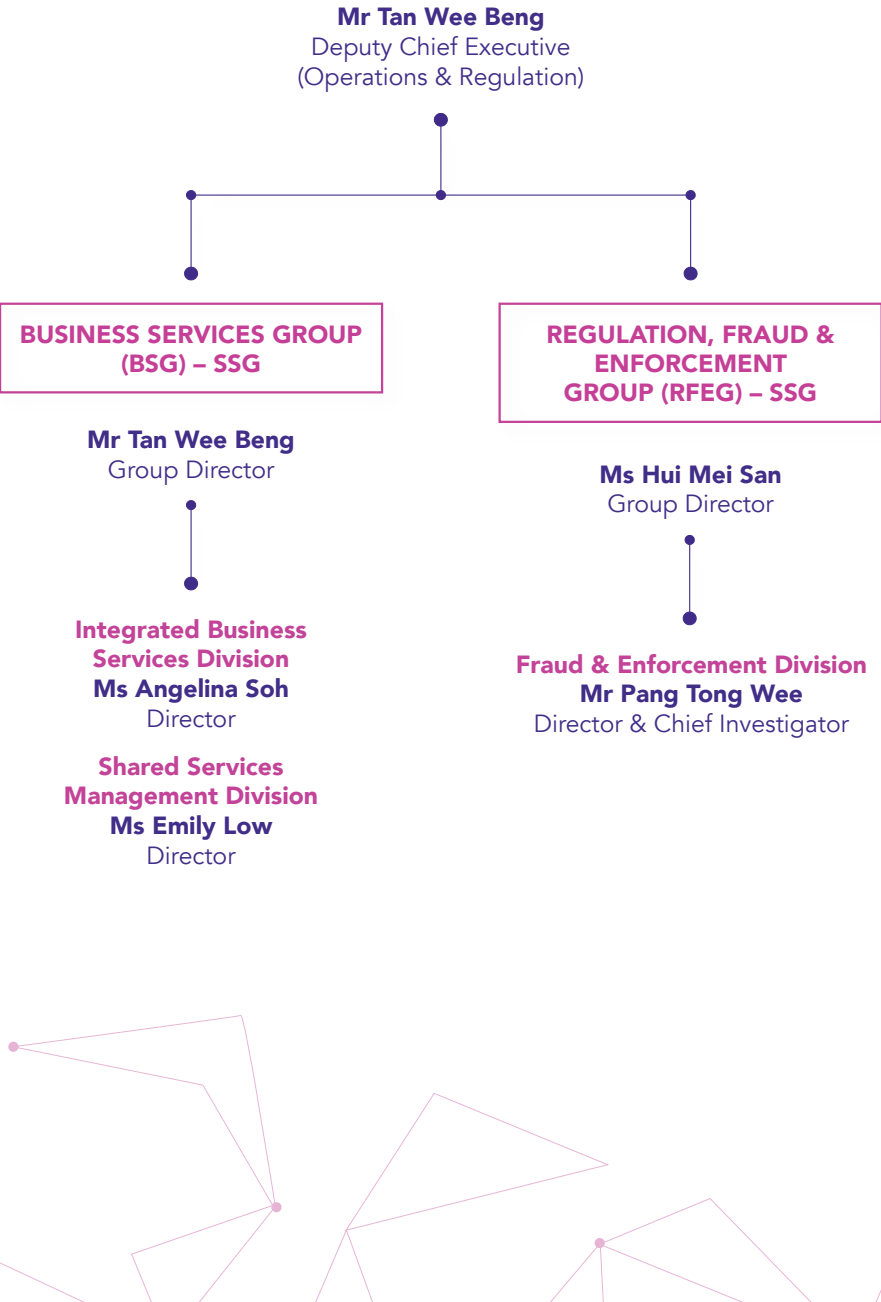 Mr Tan Wee Beng
Deputy Chief Executive
(Operations & Regulation)
BUSINESS SERVICES GROUP
(BSG) – SSG
Mr Tan Wee Beng
Group Director
Integrated Business
Services Division
Ms Angelina Soh
Director
Shared Services
Management Division
Ms Emily Low
Director
REGULATION, FRAUD &
ENFORCEMENT
GROUP (RFEG) – SSG
Ms Hui Mei San
Group Director
Fraud & Enforcement Division
Mr Pang Tong Wee
Director & Chief Investigator